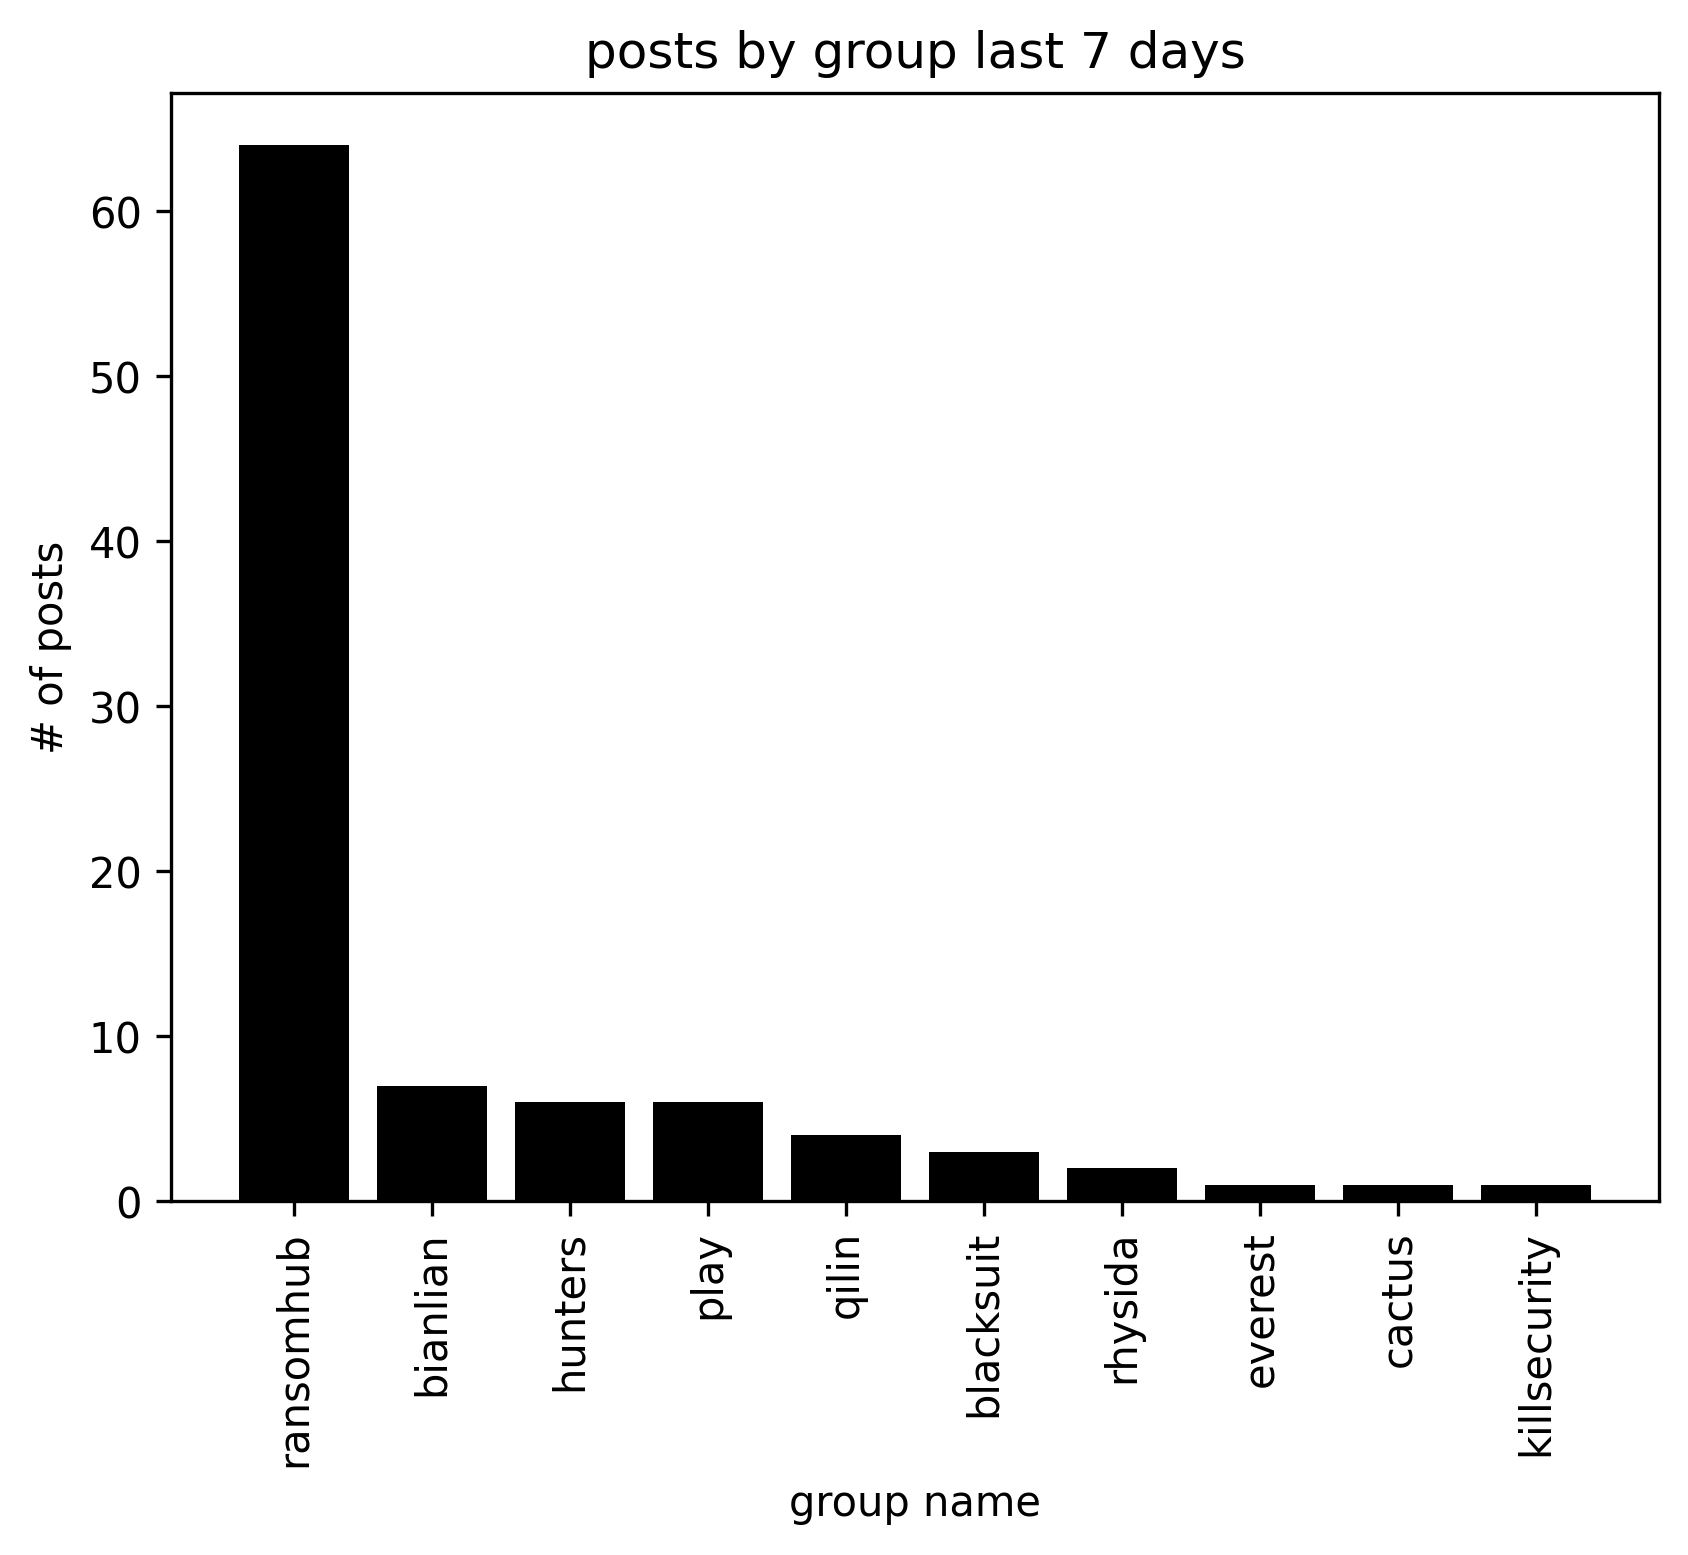 posts by group last 7 days
# of posts
60
50
40
30
20
10
0
ransomhub
bianlian
hunters
play
qilin
blacksuit
rhysida
everest
cactus
killsecurity
group name